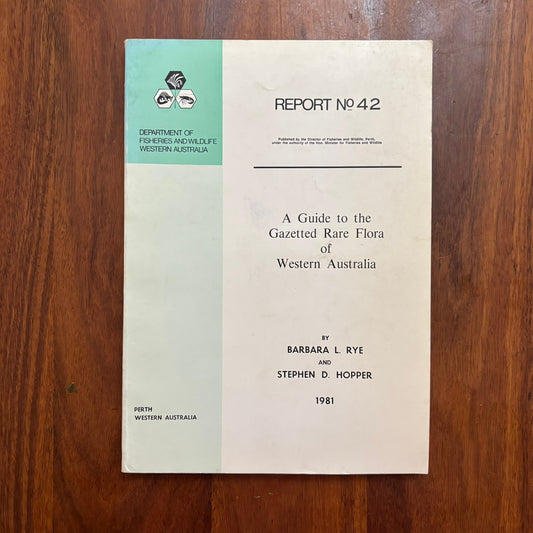 DEPARTMENT OF
FISHERIES AND WILDLIFE
WESTERN AUSTRALIA
REPORT Nº 42
Published by the Director of Fisheries and Wildlife, Perth,
under the authority of the Hon. Minister for Fisheries and Wildlife
A Guide to the
Gazetted Rare Flora
of
Western Australia
BY
BARBARA L. RYE
AND
STEPHEN D. HOPPER
1981
PERTH
WESTERN AUSTRALIA